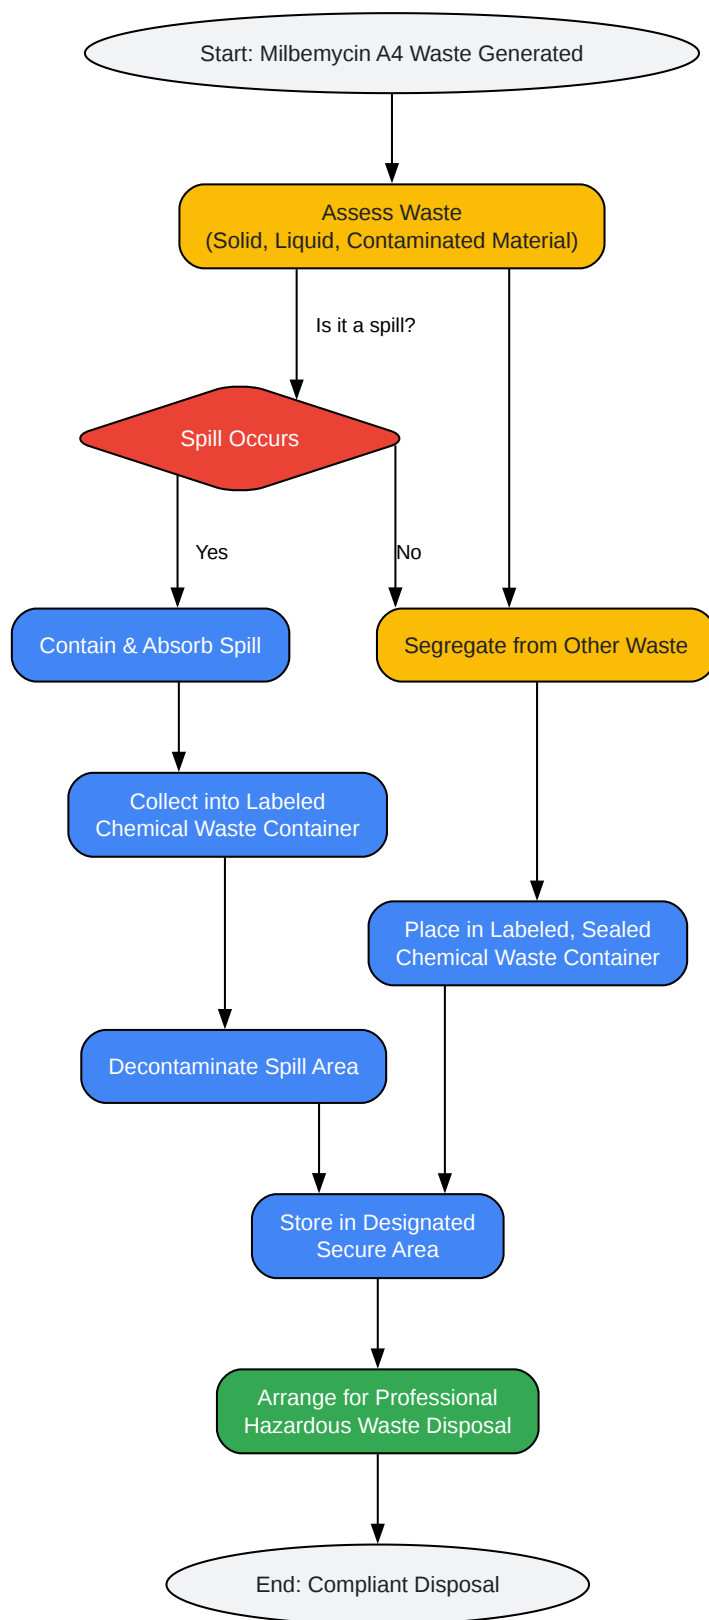 Start: Milbemycin A4 Waste Generated
Assess Waste
(Solid, Liquid, Contaminated Material)
Is it a spill?
Spill Occurs
Yes
No
Contain & Absorb Spill
Segregate from Other Waste
Collect into Labeled
Chemical Waste Container
Place in Labeled, Sealed
Chemical Waste Container
Decontaminate Spill Area
Store in Designated
Secure Area
Arrange for Professional
Hazardous Waste Disposal
End: Compliant Disposal